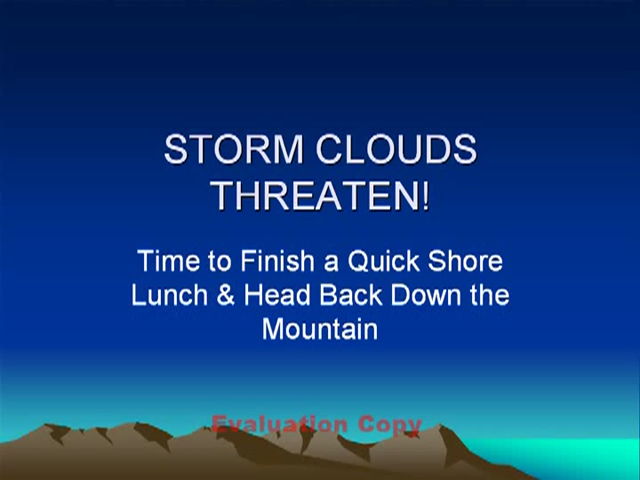 STORM CLOUDS
THREATEN!
Time to Finish a Quick Shore
Lunch & Head Back Down the
Mountain
Evaluation Copy